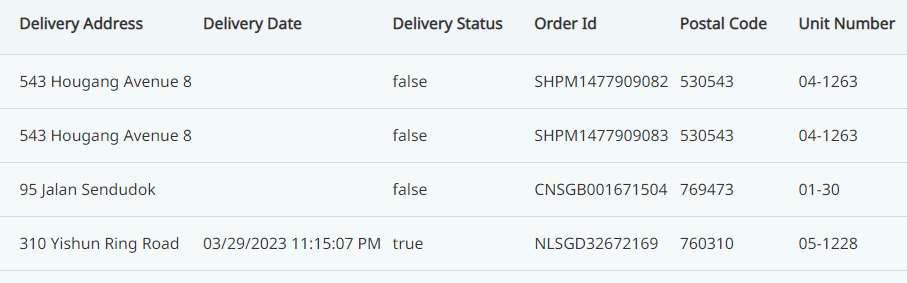 Delivery Address Delivery Date Delivery Status Order Id Postal Code Unit Number
543 Hougang Avenue 8 false SHPM1477909082 530543 04-1263
543 Hougang Avenue 8 false SHPM1477909083 530543 04-1263
95 Jalan Sendudok false CNSGB001671504 769473 01-30
310 Yishun Ring Road 03/29/2023 11:15:07 PM true NLSGD32672169 760310 05-1228